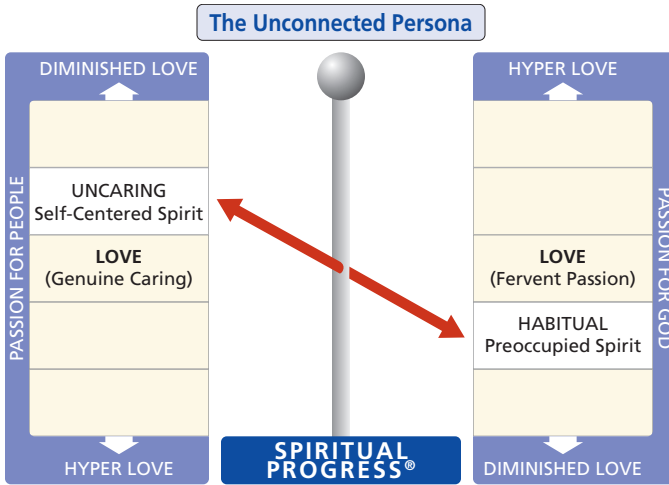 The Unconnected Persona
DIMINISHED LOVE
PASSION FOR PEOPLE
UNCARING
Self-Centered Spirit
LOVE
(Genuine Caring)
HYPER LOVE
SPIRITUAL
PROGRESS®
HYPER LOVE
PASSION FOR GOD
LOVE
(Fervent Passion)
HABITUAL
Preoccupied Spirit
DIMINISHED LOVE